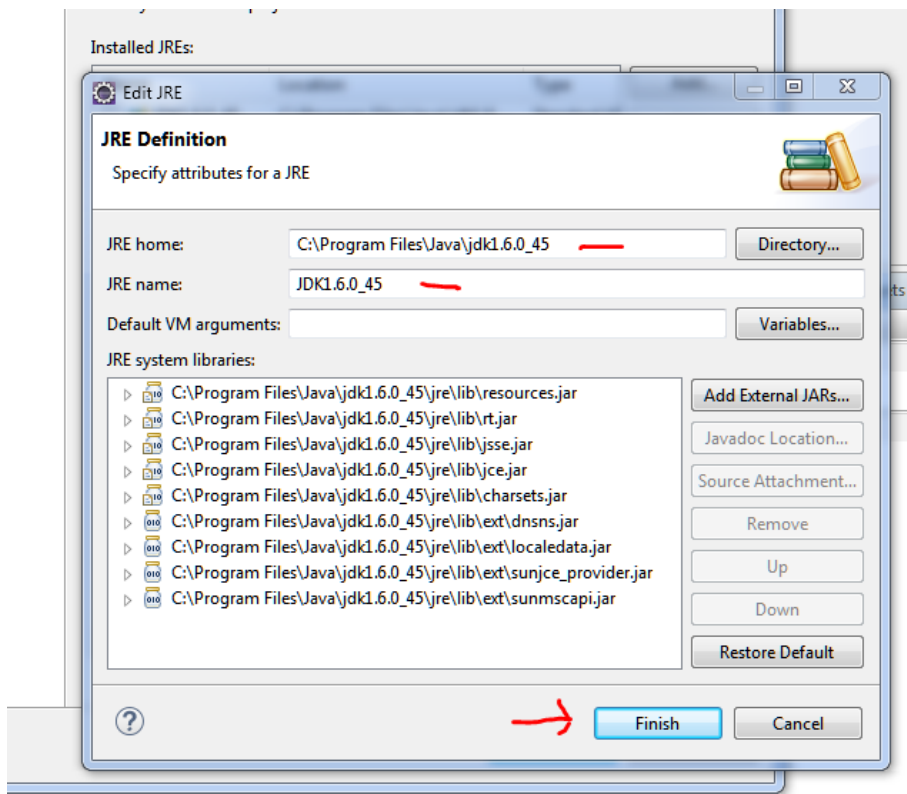 Installed JREs:
Edit JRE
JRE Definition
Specify attributes for a JRE
JRE home:
C:\Program Files\Java\jdk1.6.0_45
Directory...
JRE name:
JDK1.6.0_45
Default VM arguments:
Variables...
JRE system libraries:
C:\Program Files\Java\jdk1.6.0_45\jre\lib\resources.jar
Add External JARs...
C:\Program Files\Java\jdk1.6.0_45\jre\lib\rt.jar
C:\Program Files\Java\jdk1.6.0_45\jre\lib\jsse.jar
Javadoc Location...
C:\Program Files\Java\jdk1.6.0_45\jre\lib\jce.jar
Source Attachment...
C:\Program Files\Java\jdk1.6.0_45\jre\lib\charsets.jar
C:\Program Files\Java\jdk1.6.0_45\jre\lib\ext\dnsns.jar
Remove
C:\Program Files\Java\jdk1.6.0_45\jre\lib\ext\localedata.jar
C:\Program Files\Java\jdk1.6.0_45\jre\lib\ext\sunjce_provider.jar
Up
C:\Program Files\Java\jdk1.6.0_45\jre\lib\ext\sunmscapi.jar
Down
Restore Default
Finish
Cancel